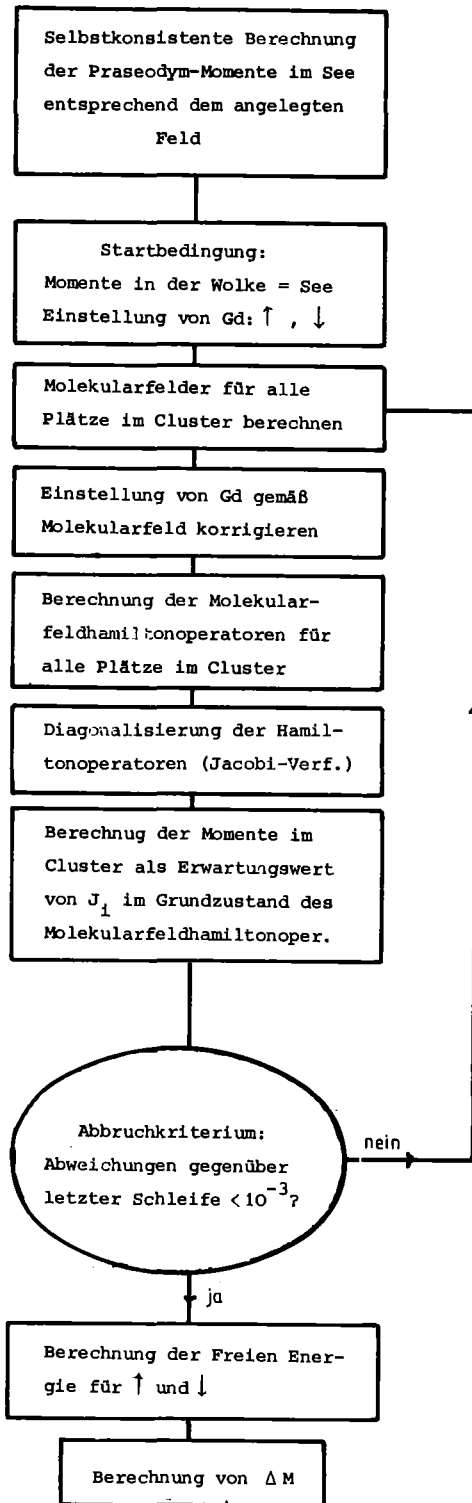 Selbstkonsistente Berechnung
der Praseodym-Momente im See
entsprechend dem angelegten
Feld
Startbedingung:
Momente in der Wolke = See
Einstellung von Gd: ↑ , ↓
Molekularfelder für alle
Plätze im Cluster berechnen
Einstellung von Gd gemäß
Molekularfeld korrigieren
Berechnung der Molekular-
feldhamiltonoperatoren für
alle Plätze im Cluster
Diagonalisierung der Hamil-
tonoperatoren (Jacobi-Verf.)
Berechnug der Momente im
Cluster als Erwartungswert
von J_i im Grundzustand des
Molekularfeldhamiltonoper.
Abbruchkriterium:
Abweichungen gegenüber
letzter Schleife < 10^-3?
nein
ja
Berechnung der Freien Ener-
gie für ↑ und ↓
Berechnung von Δ M